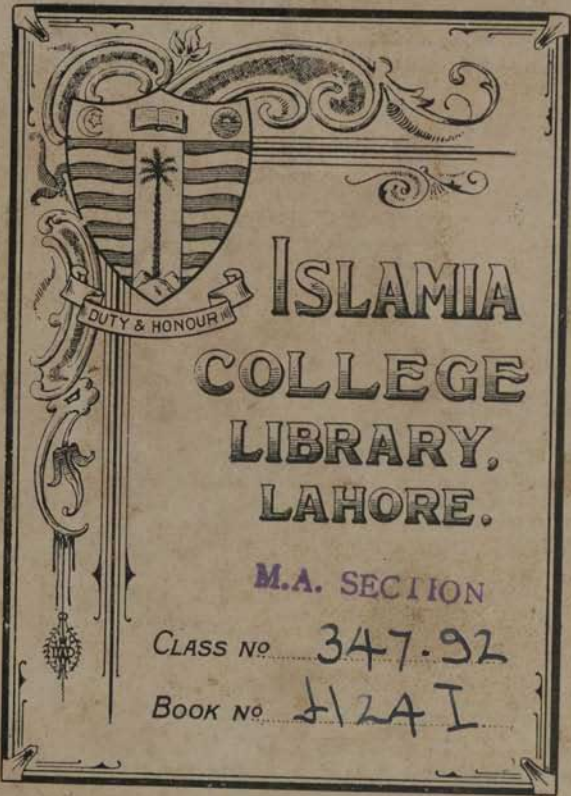 DUTY & HONOUR
ISLAMIA
COLLEGE
LIBRARY,
LAHORE.
M.A. SECTION
CLASS No 347.92
BOOK No